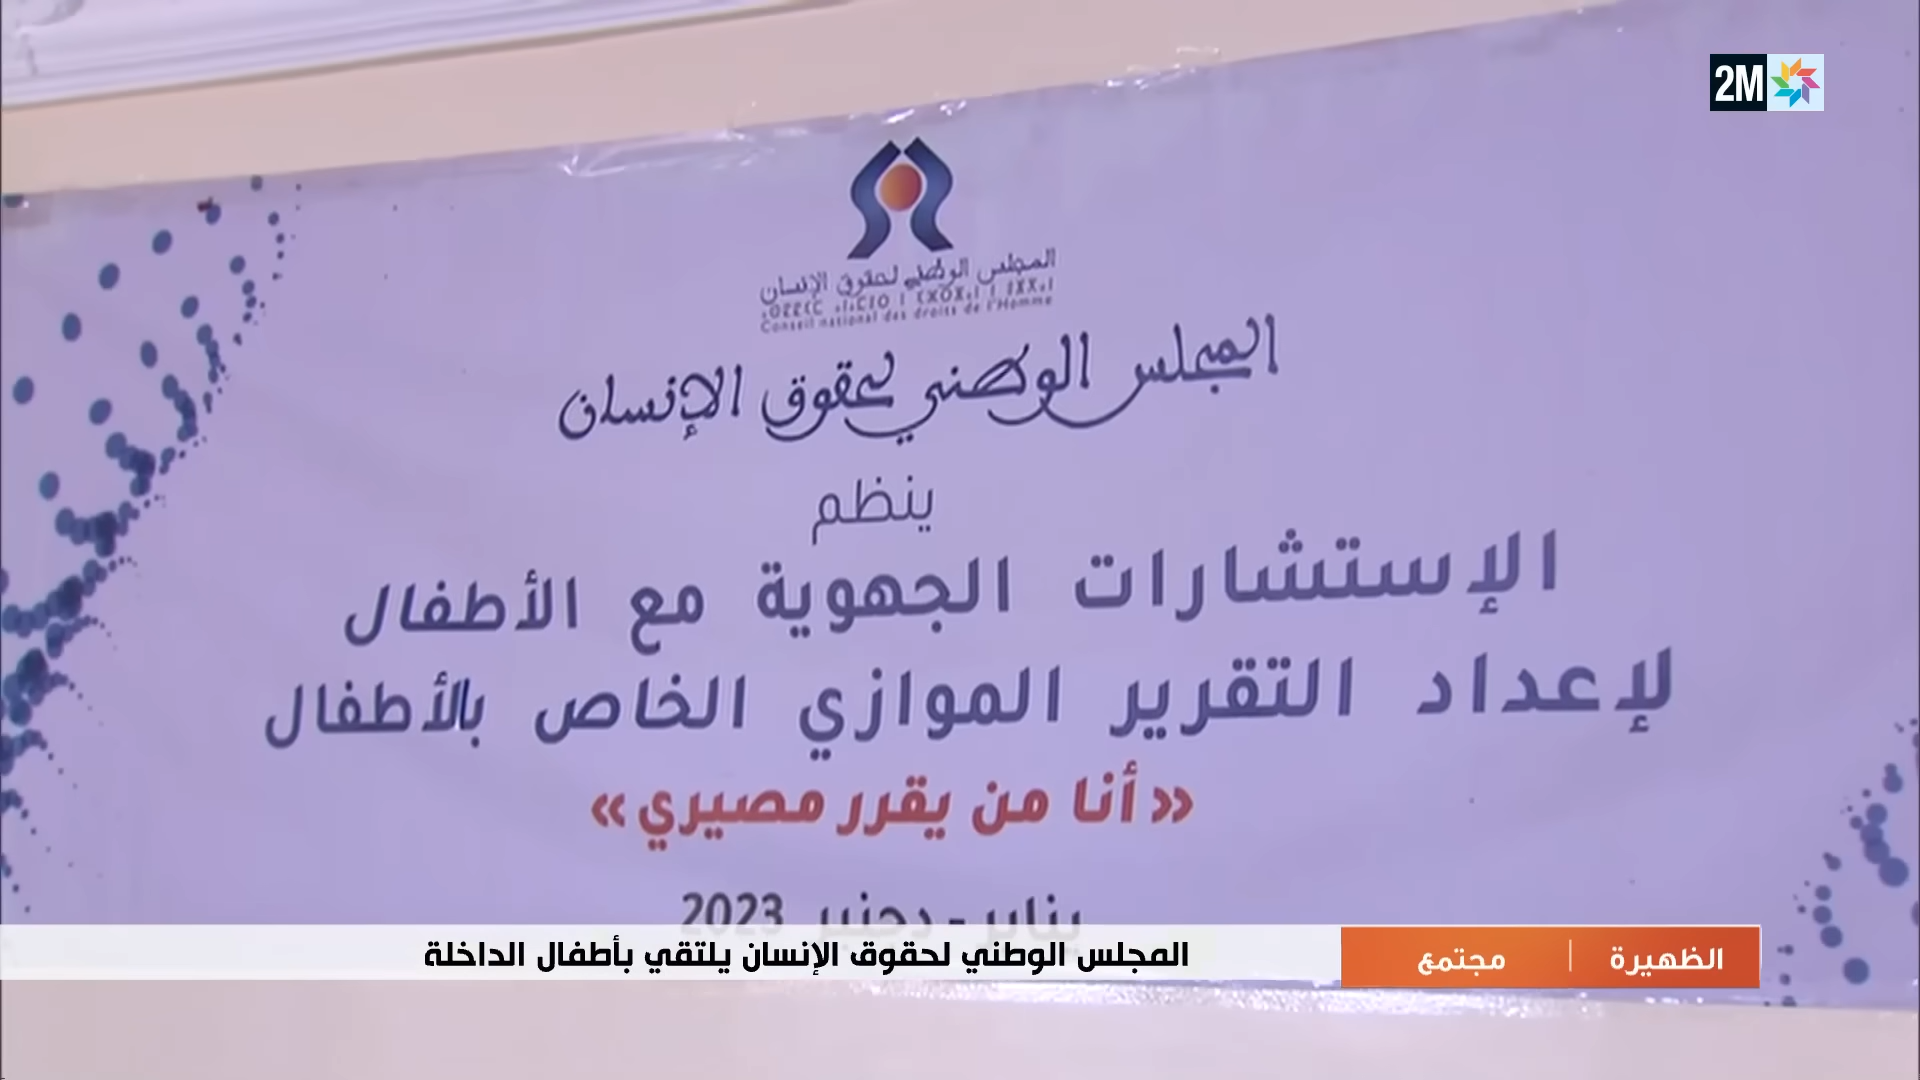 2M
المجلس الوطني لحقوق الإنسان
Conseil national des droits de l'Homme
المجلس الوطني لحقوق الإنسان
ينظم
الإستشارات الجهوية مع الأطفال
لإعداد التقرير الموازي الخاص بالأطفال
«أنا من يقرر مصيري»
يناير - دجنبر 2023
الظهيرة | مجتمع
المجلس الوطني لحقوق الإنسان يلتقي بأطفال الداخلة